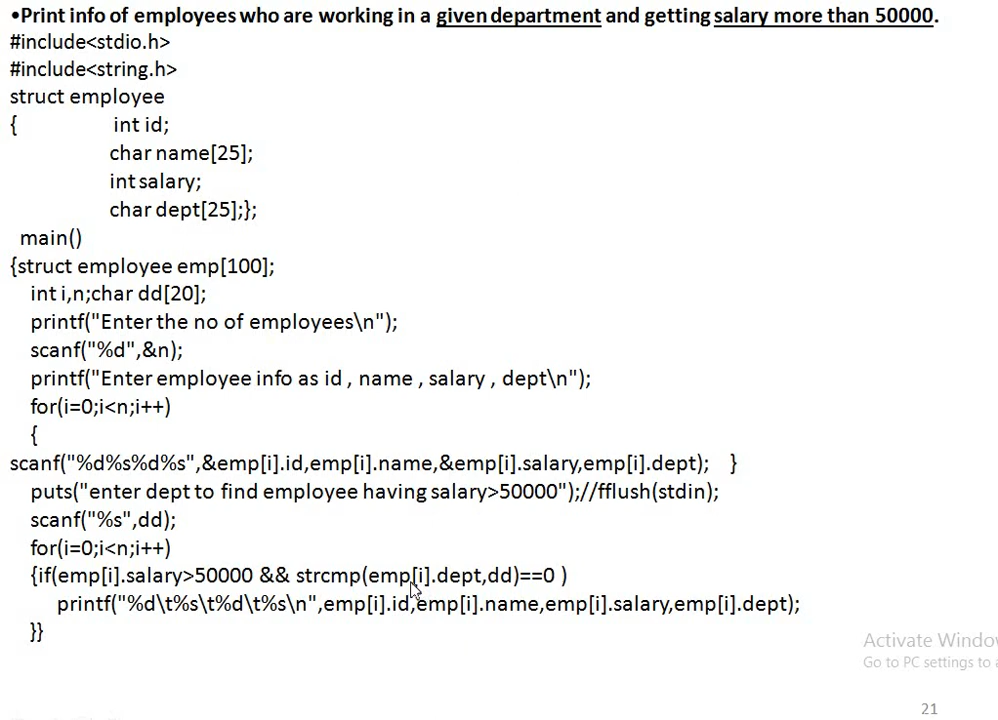 •Print info of employees who are working in a given department and getting salary more than 50000.
#include<stdio.h>
#include<string.h>
struct employee
{ int id;
char name[25];
int salary;
char dept[25];};
main()
{struct employee emp[100];
int i,n;char dd[20];
printf("Enter the no of employees\n");
scanf("%d",&n);
printf("Enter employee info as id , name , salary , dept\n");
for(i=0;i<n;i++)
{
scanf("%d%s%d%s",&emp[i].id,emp[i].name,&emp[i].salary,emp[i].dept); }
puts("enter dept to find employee having salary>50000");//fflush(stdin);
scanf("%s",dd);
for(i=0;i<n;i++)
{if(emp[i].salary>50000 && strcmp(emp[i].dept,dd)==0 )
printf("%d\t%s\t%d\t%s\n",emp[i].id,emp[i].name,emp[i].salary,emp[i].dept);
}}
Activate Window
Go to PC settings to a
21